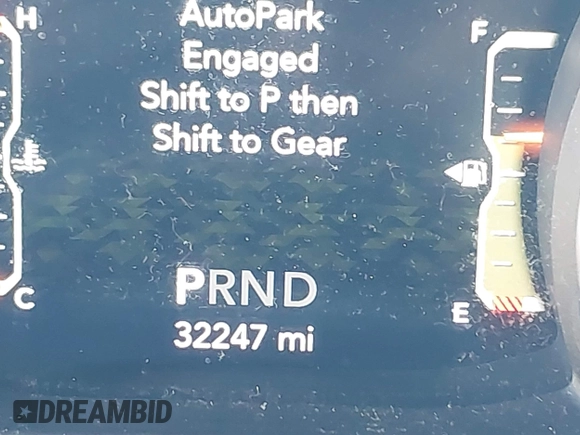 H
AutoPark
F
Engaged
Shift to P then
Shift to Gear
PRND
C
E
32247 mi
DREAMBID